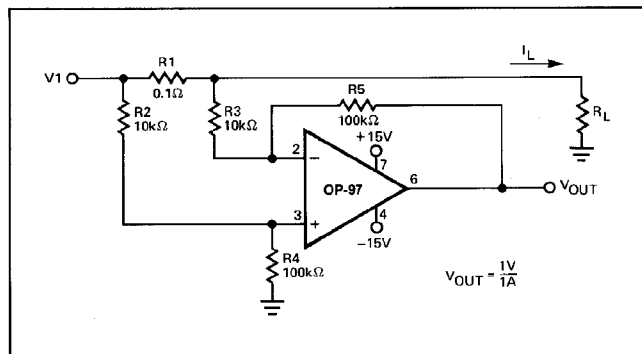 V1
R1
0.1Ω
I_L
R2
10kΩ
R3
10kΩ
R5
100kΩ
R_L
+15V
2
−
7
OP-97
6
V_OUT
3
+
4
−15V
R4
100kΩ
V_OUT = 1V/1A